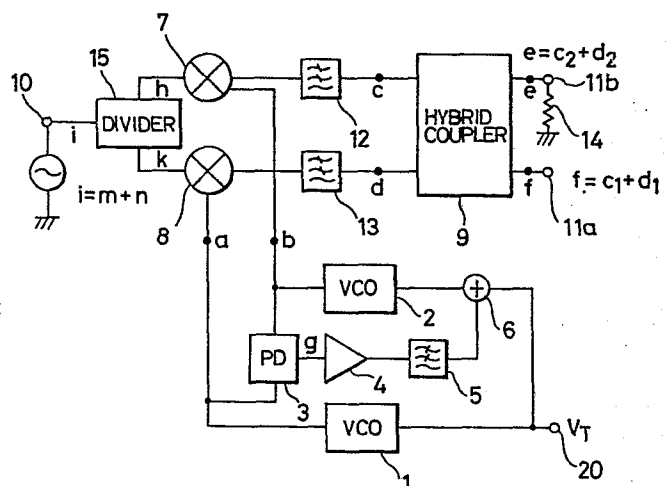 7
e=c₂+d₂
10
15
h
12
c
e
11b
DIVIDER
i
HYBRID
COUPLER
14
k
i=m+n
8
13
d
9
f
f.=c₁+d₁
11a
a
b
VCO
2
+
6
PD
g
4
5
3
VCO
1
V_T
20